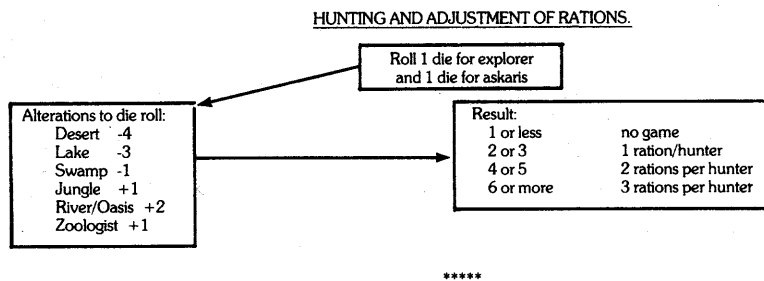 HUNTING AND ADJUSTMENT OF RATIONS.
Roll 1 die for explorer
and 1 die for askaris
Alterations to die roll:
Desert -4
Lake -3
Swamp -1
Jungle +1
River/Oasis +2
Zoologist +1
Result:
1 or less no game
2 or 3 1 ration/hunter
4 or 5 2 rations per hunter
6 or more 3 rations per hunter
*****